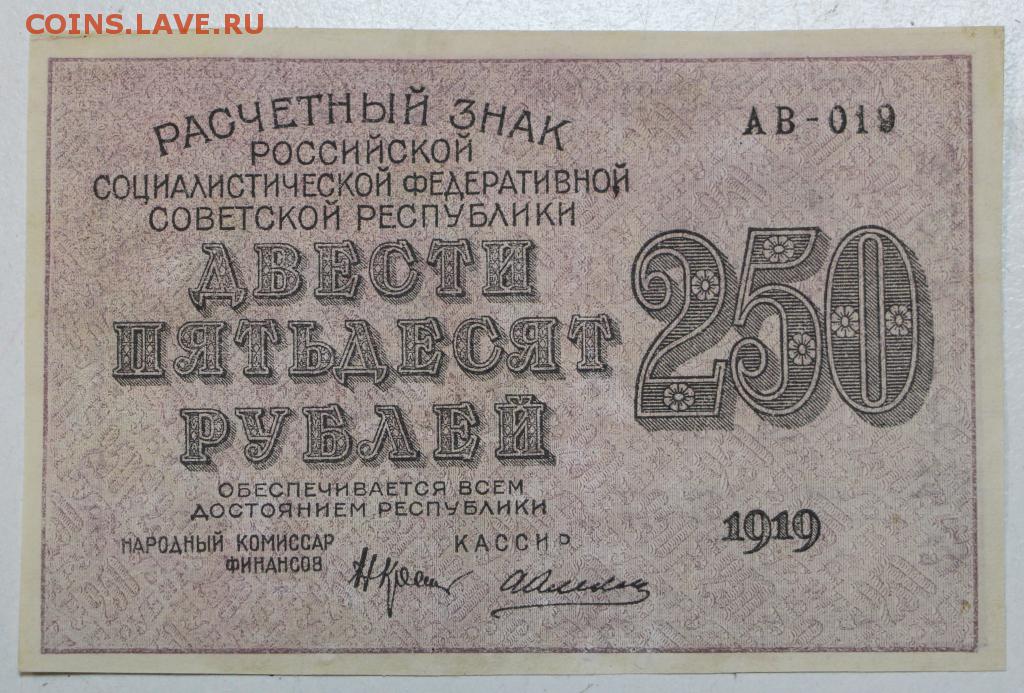 COINS.LAVE.RU
РАСЧЕТНЫЙ ЗНАК
РОССИЙСКОЙ
СОЦИАЛИСТИЧЕСКОЙ ФЕДЕРАТИВНОЙ
СОВЕТСКОЙ РЕСПУБЛИКИ
АВ-019
ДВЕСТИ
ПЯТЬДЕСЯТ
РУБЛЕЙ
250
ОБЕСПЕЧИВАЕТСЯ ВСЕМ
ДОСТОЯНИЕМ РЕСПУБЛИКИ
1919
НАРОДНЫЙ КОМИССАР
ФИНАНСОВ
КАССИР